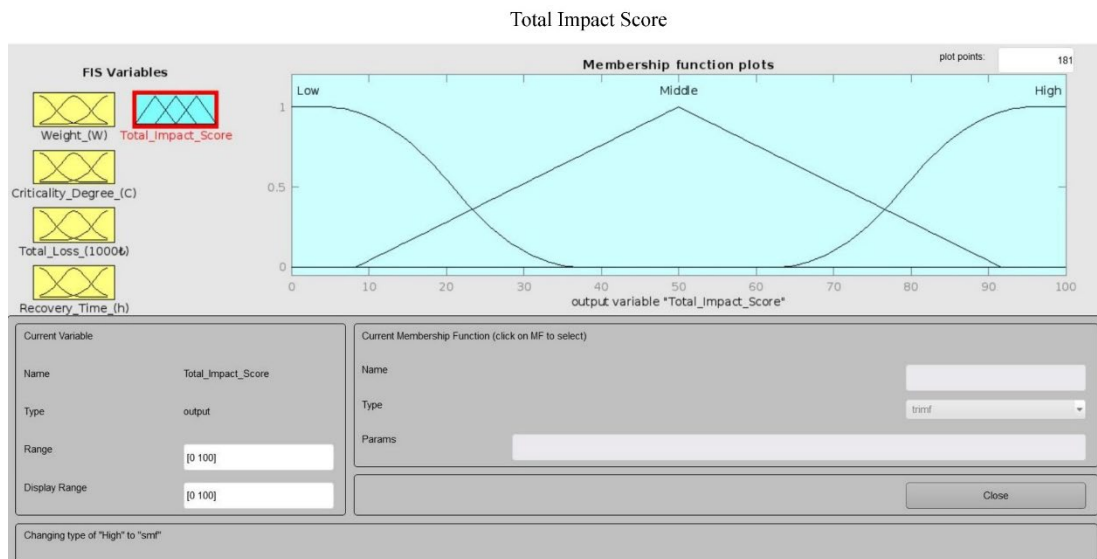 Total Impact Score
FIS Variables
Weight_(W)
Total_Impact_Score
Criticality_Degree_(C)
Total_Loss_(1000₺)
Recovery_Time_(h)
Membership function plots
plot points:
181
Low
Middle
High
1
0.5
0
0 10 20 30 40 50 60 70 80 90 100
output variable "Total_Impact_Score"
Current Variable
Name Total_Impact_Score
Type output
Range [0 100]
Display Range [0 100]
Current Membership Function (click on MF to select)
Name
Type trimf
Params
Close
Changing type of "High" to "smf"